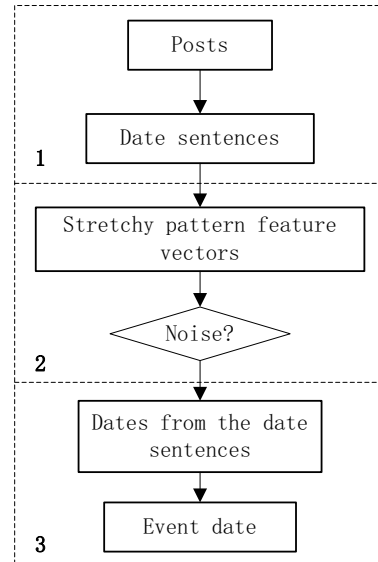 Posts
Date sentences
1
Stretchy pattern feature
vectors
Noise?
2
Dates from the date
sentences
Event date
3